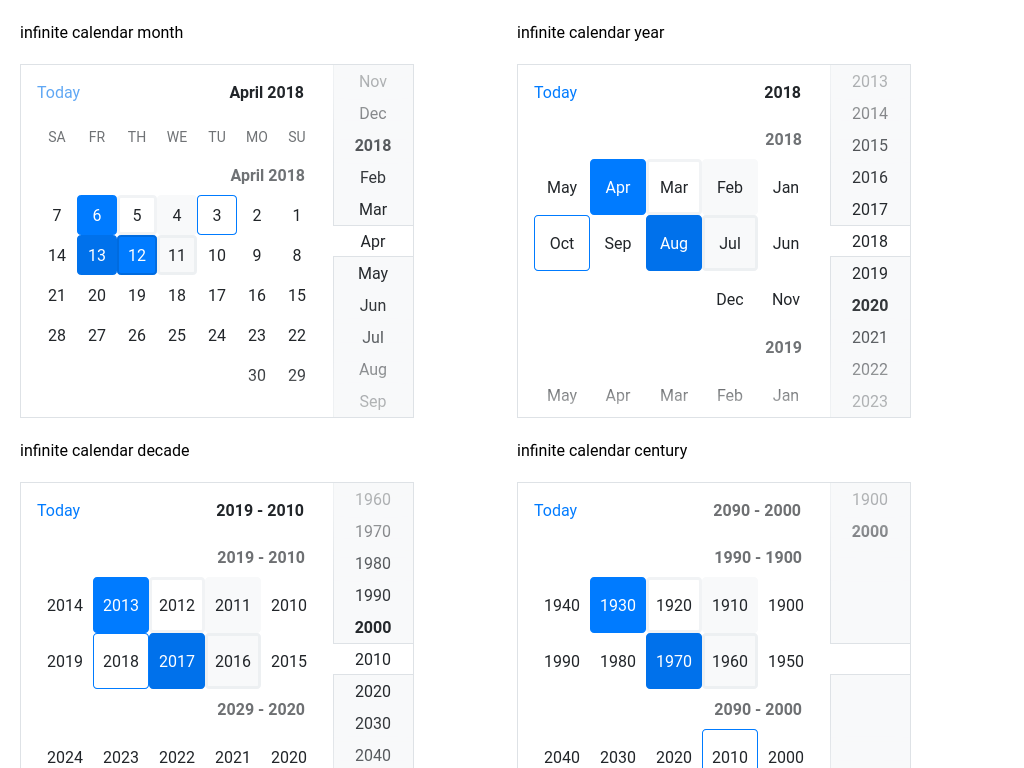 infinite calendar month
Today April 2018
SA FR TH WE TU MO SU
April 2018
7 6 5 4 3 2 1
14 13 12 11 10 9 8
21 20 19 18 17 16 15
28 27 26 25 24 23 22
30 29
Nov
Dec
2018
Feb
Mar
Apr
May
Jun
Jul
Aug
Sep
infinite calendar year
Today 2018
2018
May Apr Mar Feb Jan
Oct Sep Aug Jul Jun
Dec Nov
2019
May Apr Mar Feb Jan
2013
2014
2015
2016
2017
2018
2019
2020
2021
2022
2023
infinite calendar decade
Today 2019 - 2010
2019 - 2010
2014 2013 2012 2011 2010
2019 2018 2017 2016 2015
2029 - 2020
2024 2023 2022 2021 2020
1960
1970
1980
1990
2000
2010
2020
2030
2040
infinite calendar century
Today 2090 - 2000
1990 - 1900
1940 1930 1920 1910 1900
1990 1980 1970 1960 1950
2090 - 2000
2040 2030 2020 2010 2000
1900
2000